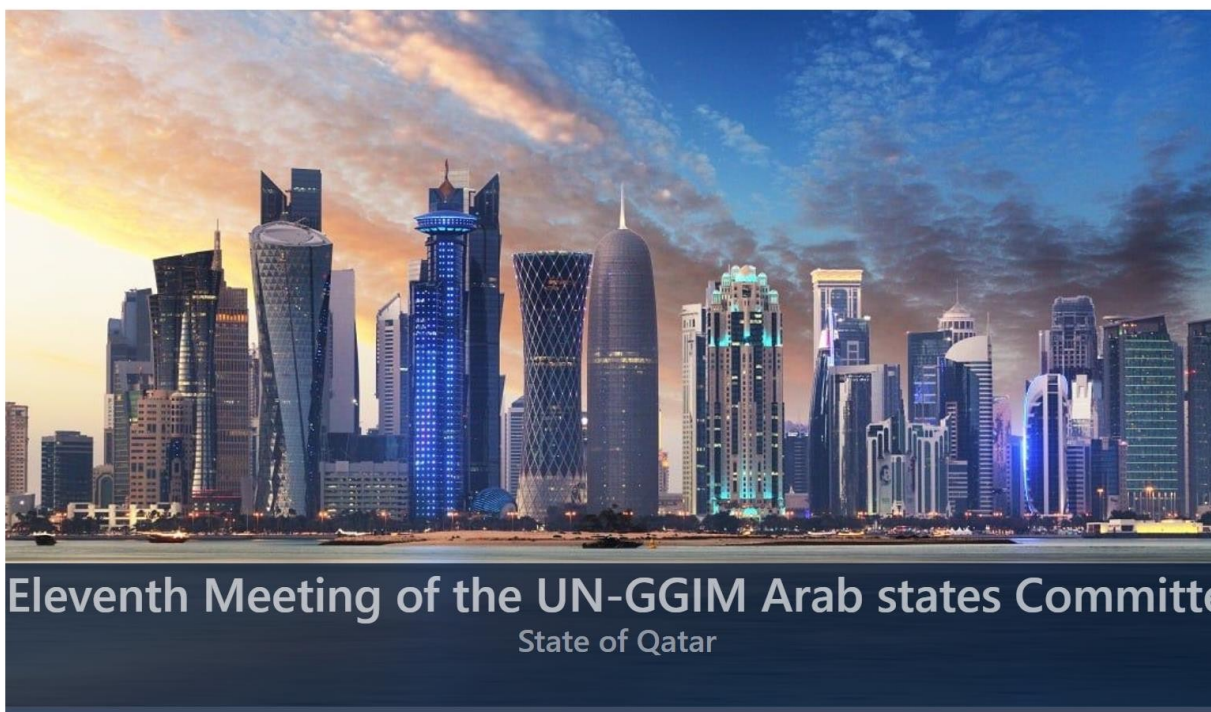 Eleventh Meeting of the UN-GGIM Arab states Committe
State of Qatar